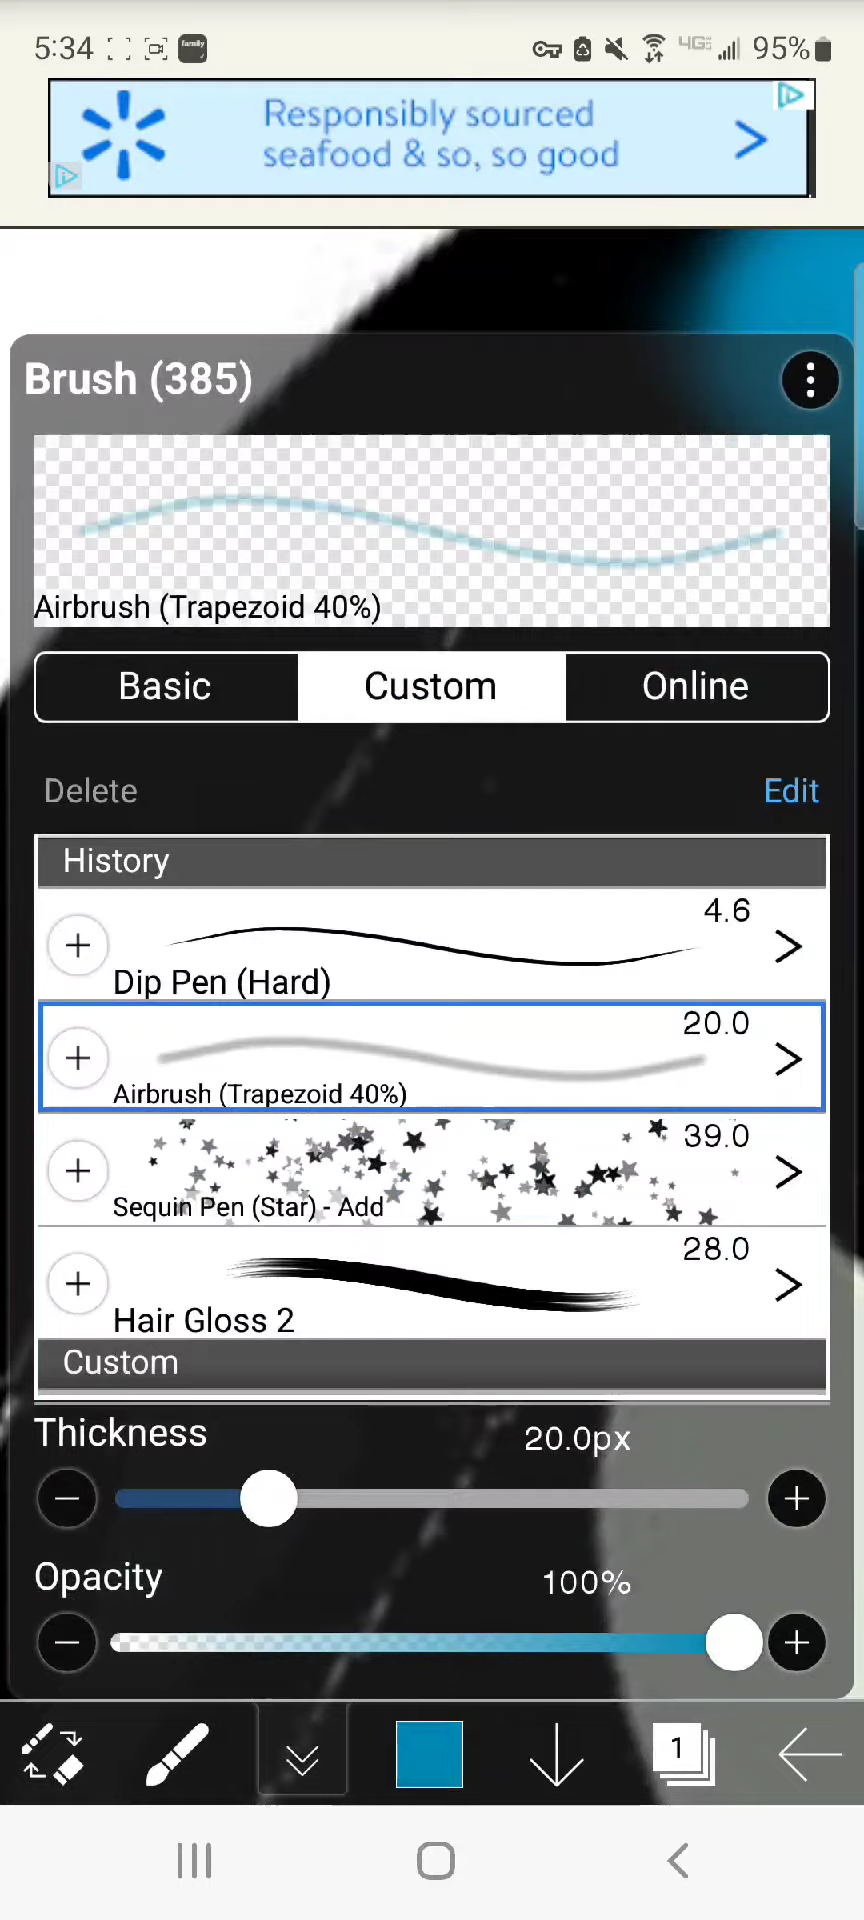 5:34
family
4GE
95%
Responsibly sourced
seafood & so, so good
Brush (385)
Airbrush (Trapezoid 40%)
Basic
Custom
Online
Delete
Edit
History
4.6
Dip Pen (Hard)
20.0
Airbrush (Trapezoid 40%)
39.0
Sequin Pen (Star) - Add
28.0
Hair Gloss 2
Custom
Thickness
20.0px
Opacity
100%
1